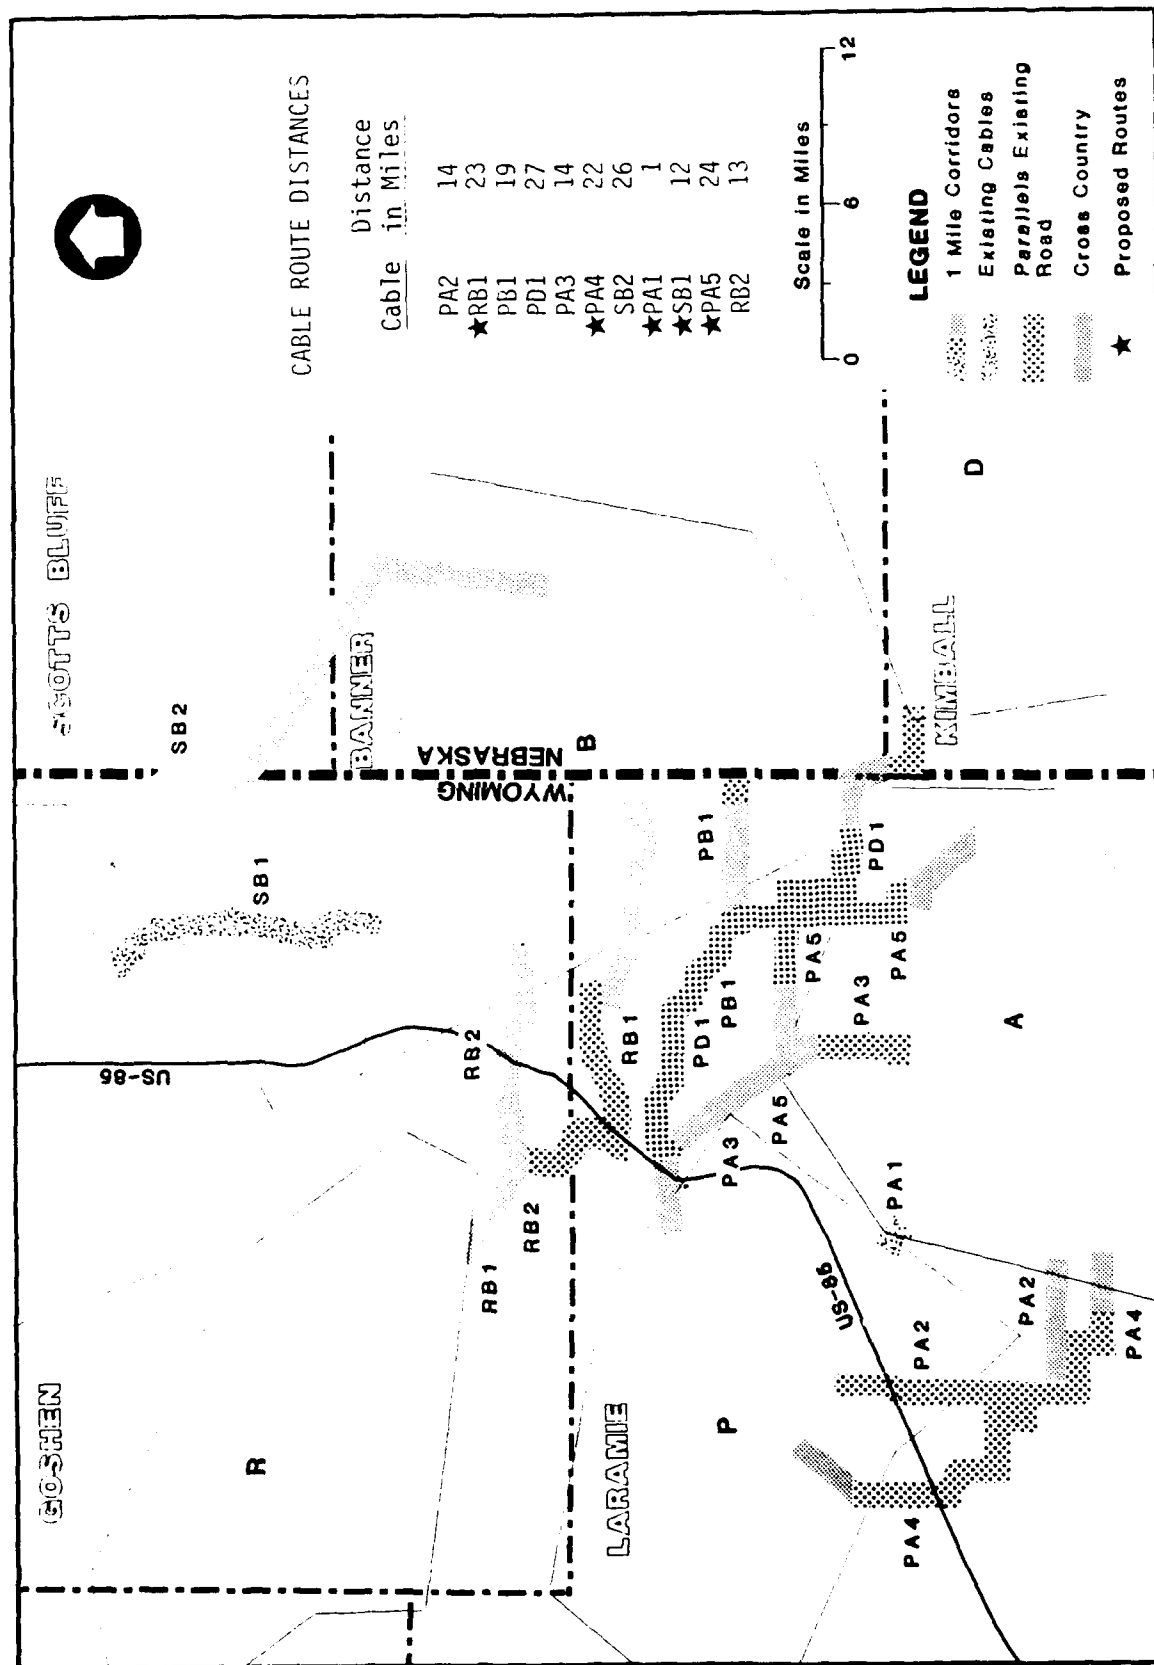 GOSHEN
SCOTTS BLUFF
R
US-85
SB1
SB2
CABLE ROUTE DISTANCES
Cable Distance in Miles
PA2 14
★RB1 23
PB1 19
PD1 27
PA3 14
★PA4 22
SB2 26
★PA1 1
★SB1 12
★PA5 24
RB2 13
BANNER
WYOMING
NEBRASKA
B
RB1
RB2
RB2
LARAMIE
RB1
P
PA3
PD1
PB1
PB1
PA5
PA5
PA3
PA5
PD1
US-85
PA1
PA2
PA2
PA4
PA4
A
KIMBALL
D
Scale in Miles
0 6 12
LEGEND
1 Mile Corridors
Existing Cables
Parallels Existing
Road
Cross Country
★ Proposed Routes